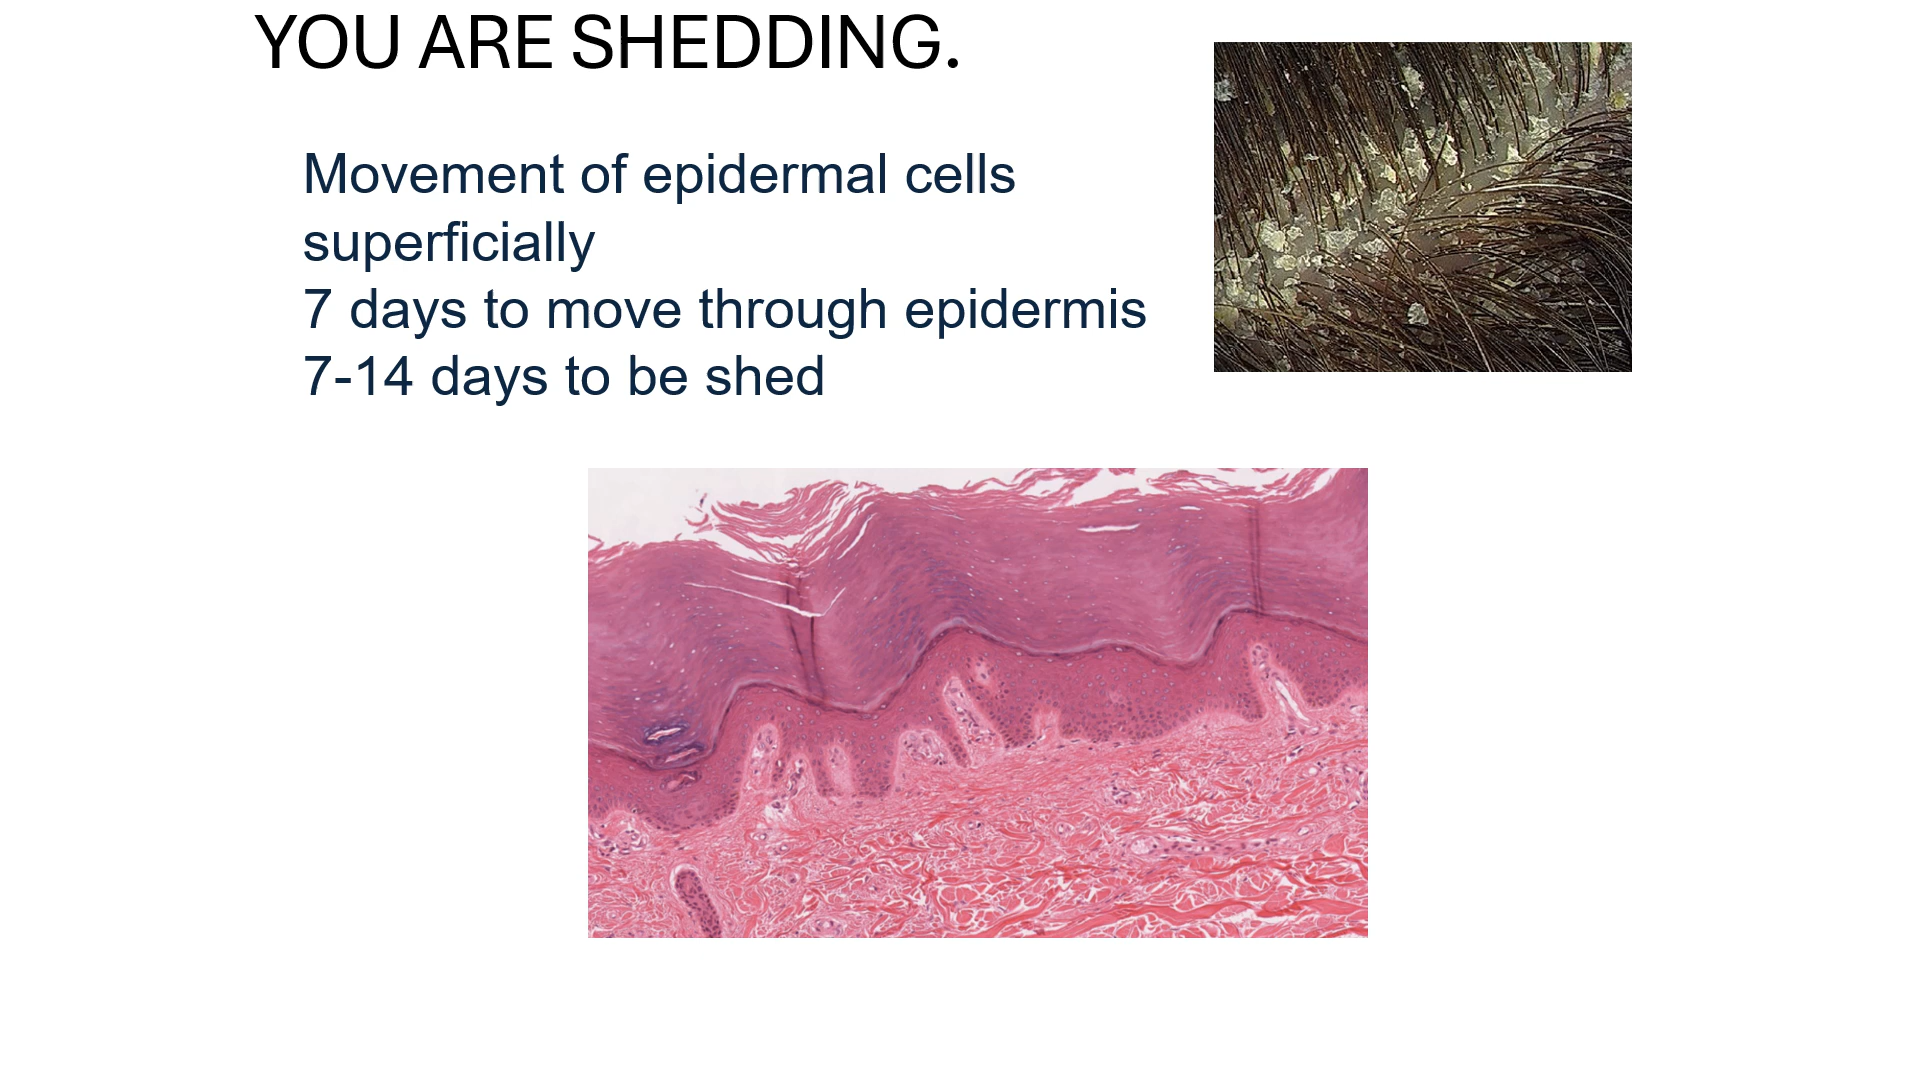 YOU ARE SHEDDING.
Movement of epidermal cells
superficially
7 days to move through epidermis
7-14 days to be shed